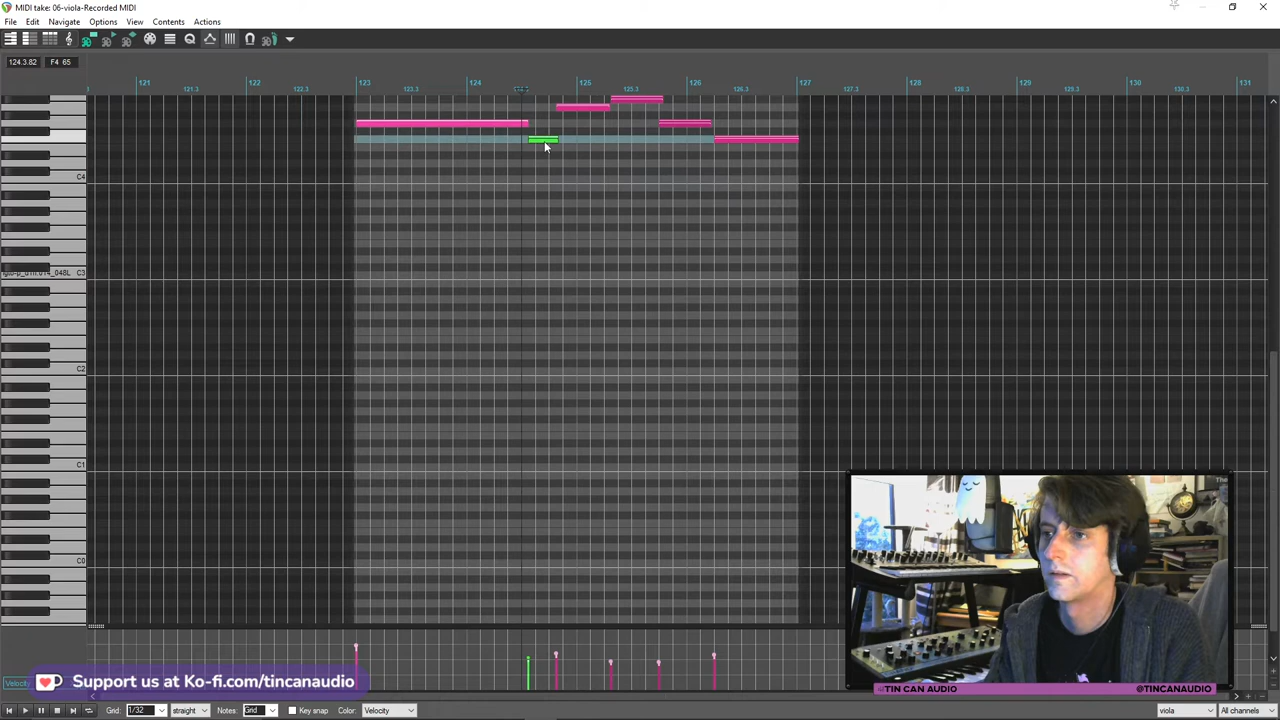 MIDI take: 06-viola-Recorded MIDI
File Edit Navigate Options View Contents Actions
124.3.82 F4 65
121 122 123 124 125 126 127 128 129 130 131
122.3 123.3 125.3 126.3 127.3 128.3 129.3 130.3
C4
C3
C2
C1
C0
Velocity
Support us at Ko-fi.com/tincanaudio
TIN CAN AUDIO @TINCANAUDIO
1/32 straight Notes: Grid Key snap Color: Velocity viola All channels